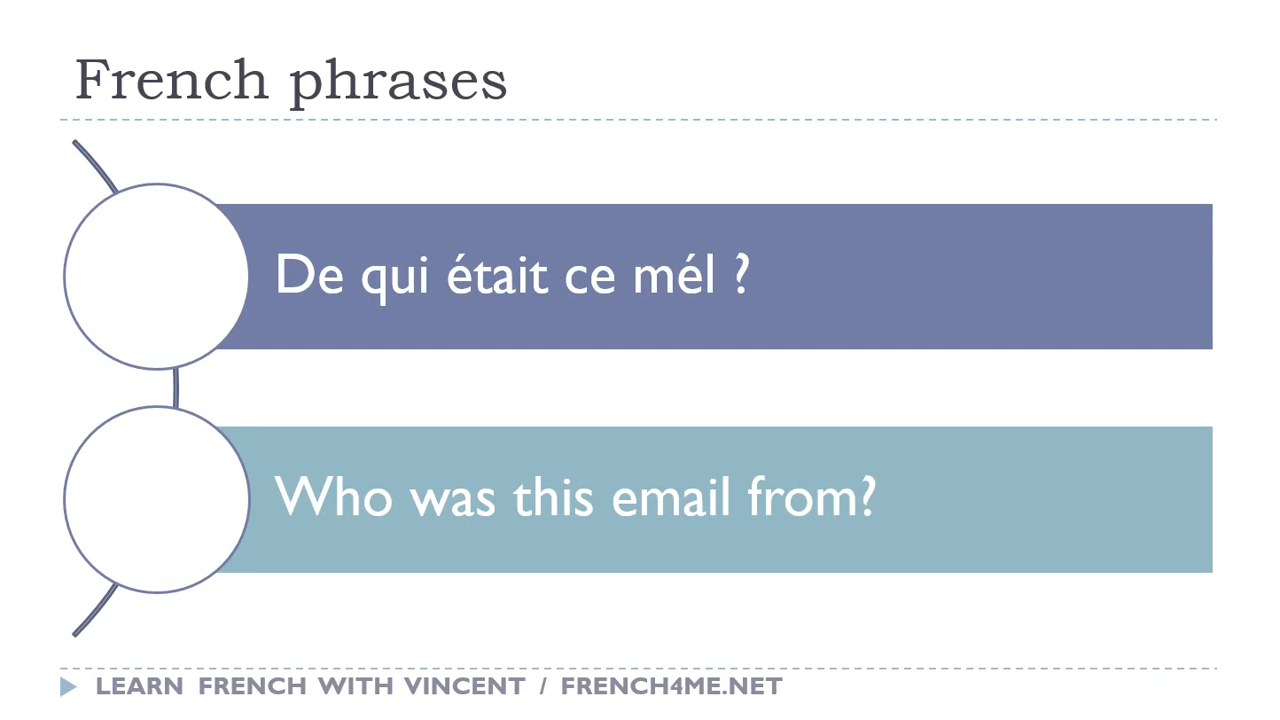 French phrases
De qui était ce mél ?
Who was this email from?
LEARN FRENCH WITH VINCENT / FRENCH4ME.NET